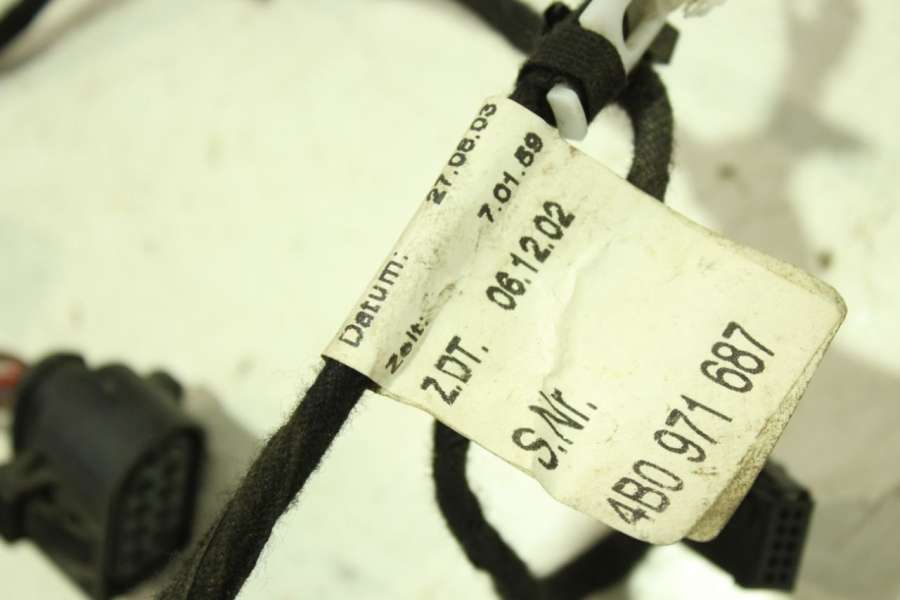 Datum: 27.08.03
Zeit: 7.01.59
Z.DT. 06.12.02
S.Nr.
4B0 971 687